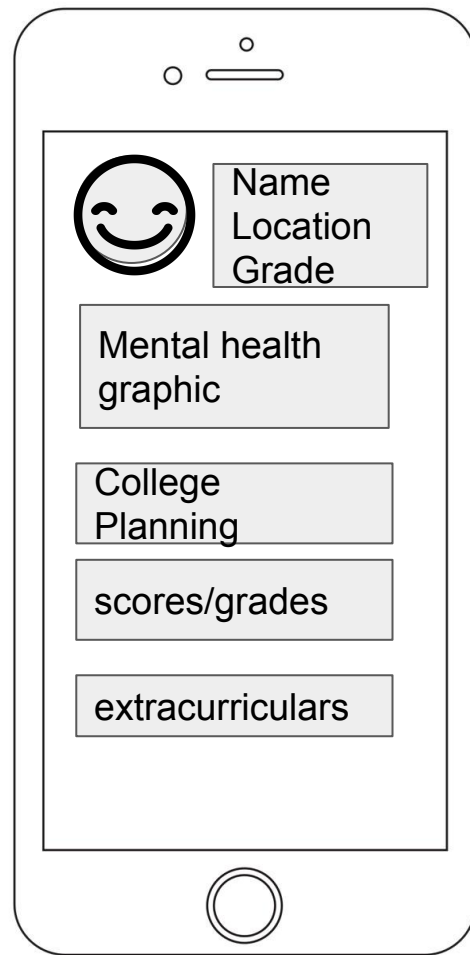 Name
Location
Grade
Mental health
graphic
College
Planning
scores/grades
extracurriculars